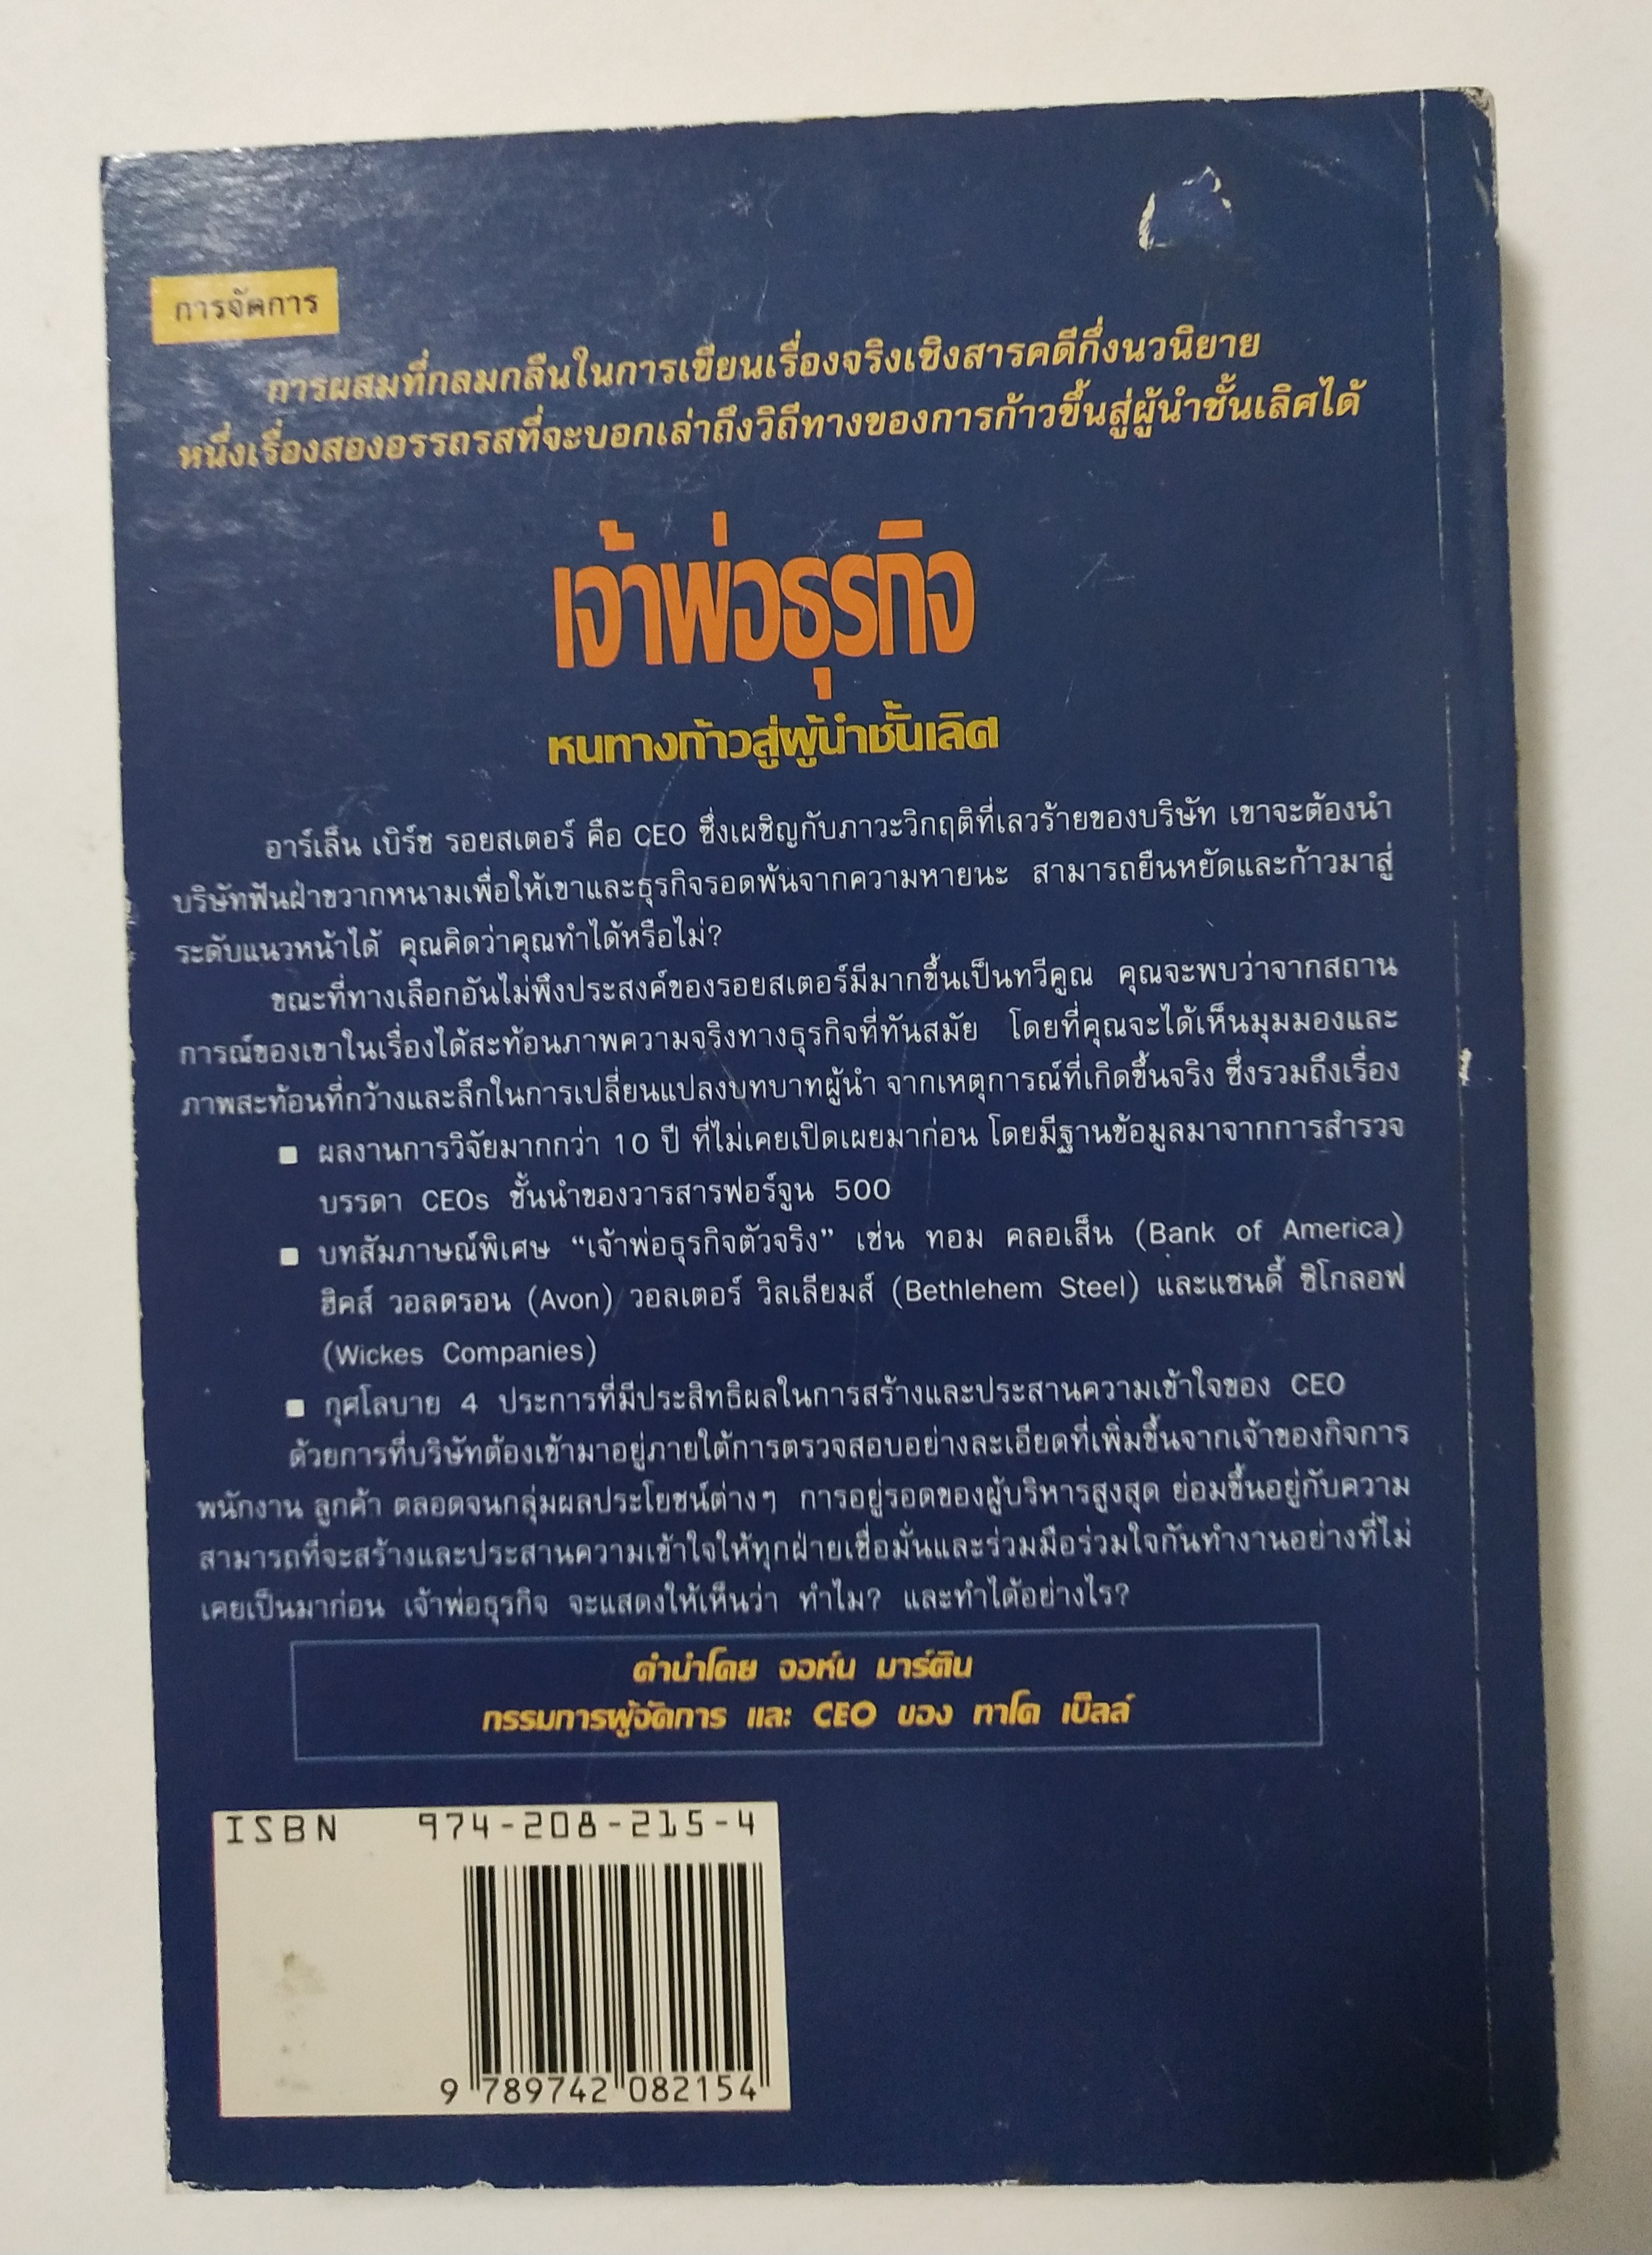 การจัดการ
การผสมที่กลมกลืนในการเขียนเรื่องจริงเชิงสารคดีกึ่งนวนิยาย
หนึ่งเรื่องสองอรรถรสที่จะบอกเล่าถึงวิถีทางของการก้าวขึ้นสู่ผู้นำชั้นเลิศได้
เจ้าพ่อธุรกิจ
หนทางก้าวสู่ผู้นำชั้นเลิศ
อาร์เล็น เบิร์ช รอยสเตอร์ คือ CEO ซึ่งเผชิญกับภาวะวิกฤติที่เลวร้ายของบริษัท เขาจะต้องนำ
บริษัทฟันฝ่าขวากหนามเพื่อให้เขาและธุรกิจรอดพ้นจากความหายนะ สามารถยืนหยัดและก้าวมาสู่
ระดับแนวหน้าได้ คุณคิดว่าคุณทำได้หรือไม่?
ขณะที่ทางเลือกอันไม่พึงประสงค์ของรอยสเตอร์มีมากขึ้นเป็นทวีคูณ คุณจะพบว่าจากสถาน
การณ์ของเขาในเรื่องได้สะท้อนภาพความจริงทางธุรกิจที่ทันสมัย โดยที่คุณจะได้เห็นมุมมองและ
ภาพสะท้อนที่กว้างและลึกในการเปลี่ยนแปลงบทบาทผู้นำ จากเหตุการณ์ที่เกิดขึ้นจริง ซึ่งรวมถึงเรื่อง
■ ผลงานการวิจัยมากกว่า 10 ปี ที่ไม่เคยเปิดเผยมาก่อน โดยมีฐานข้อมูลมาจากการสำรวจ
บรรดา CEOs ชั้นนำของวารสารฟอร์จูน 500
■ บทสัมภาษณ์พิเศษ “เจ้าพ่อธุรกิจตัวจริง” เช่น ทอม คลอเส็น (Bank of America)
ฮิคส์ วอลดรอน (Avon) วอลเตอร์ วิลเลียมส์ (Bethlehem Steel) และแซนดี้ ซิโกลอฟ
(Wickes Companies)
■ กุศโลบาย 4 ประการที่มีประสิทธิผลในการสร้างและประสานความเข้าใจของ CEO
ด้วยการที่บริษัทต้องเข้ามาอยู่ภายใต้การตรวจสอบอย่างละเอียดที่เพิ่มขึ้นจากเจ้าของกิจการ
พนักงาน ลูกค้า ตลอดจนกลุ่มผลประโยชน์ต่างๆ การอยู่รอดของผู้บริหารสูงสุด ย่อมขึ้นอยู่กับความ
สามารถที่จะสร้างและประสานความเข้าใจให้ทุกฝ่ายเชื่อมั่นและร่วมมือร่วมใจกันทำงานอย่างที่ไม่
เคยเป็นมาก่อน เจ้าพ่อธุรกิจ จะแสดงให้เห็นว่า ทำไม? และทำได้อย่างไร?
คำนำโดย จอห์น มาร์ติน
กรรมการผู้จัดการ และ CEO ของ ทาโค เบ็ลล์
ISBN 974-208-215-4
9 789742 082154